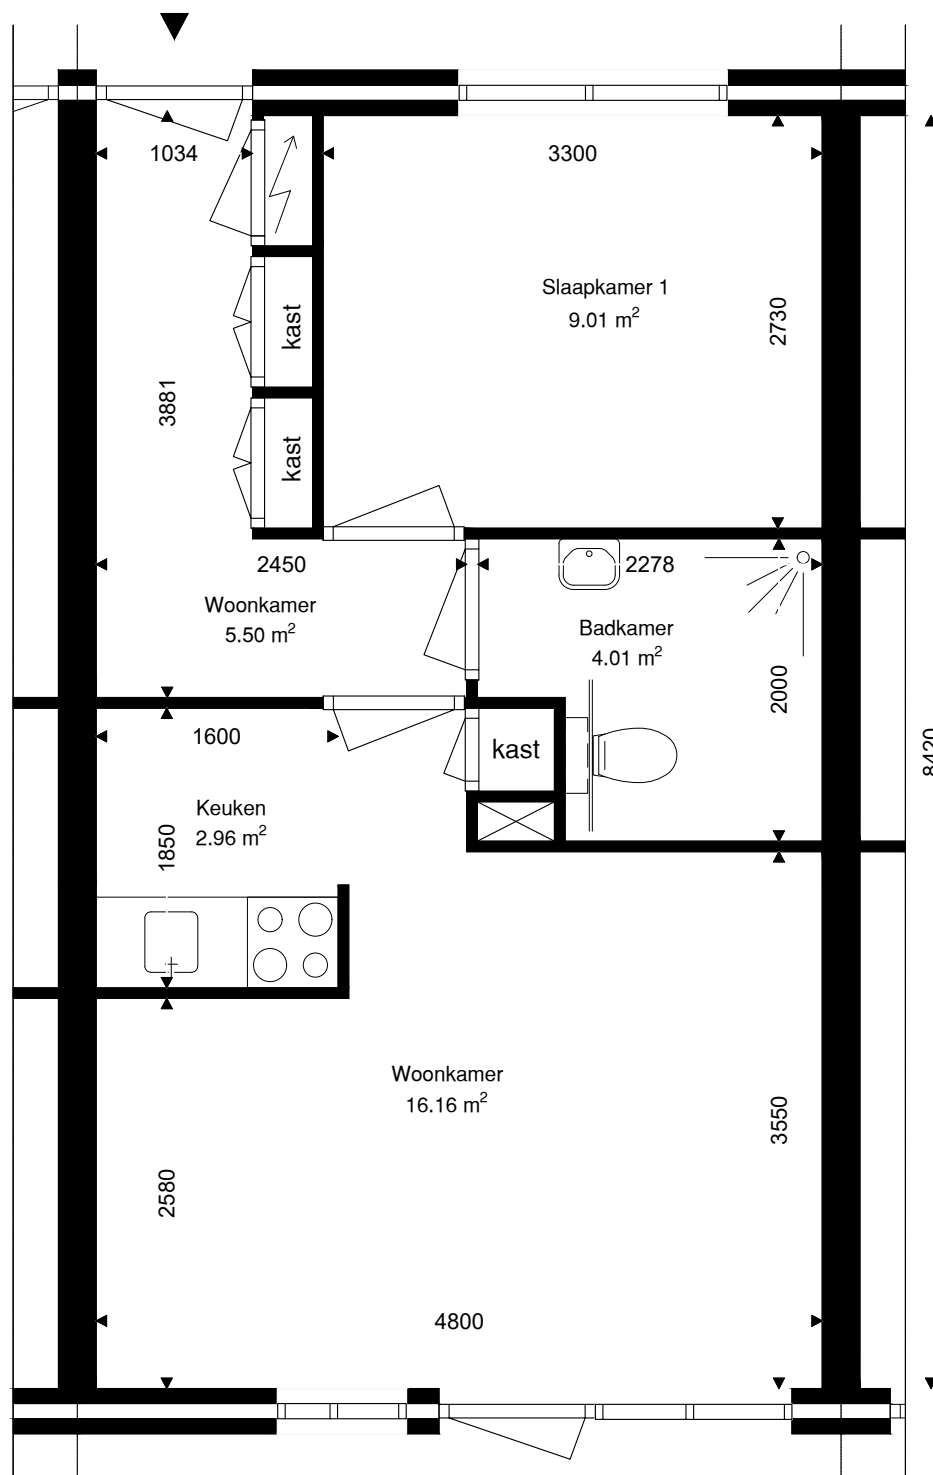 1034
3300
Slaapkamer 1
9.01 m²
2730
kast
3881
kast
2450
2278
Woonkamer
5.50 m²
Badkamer
4.01 m²
2000
1600
kast
8420
Keuken
2.96 m²
1850
Woonkamer
16.16 m²
3550
2580
4800